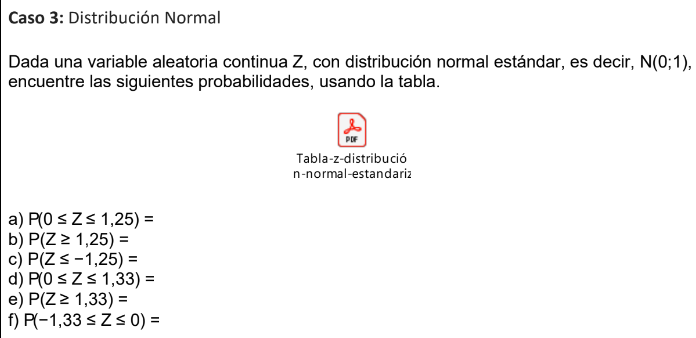 Caso 3: Distribución Normal
Dada una variable aleatoria continua Z, con distribución normal estándar, es decir, N(0;1),
encuentre las siguientes probabilidades, usando la tabla.
PDF
Tabla-z-distribució
n-normal-estandariz
a) P(0 ≤ Z ≤ 1,25) =
b) P(Z ≥ 1,25) =
c) P(Z ≤ −1,25) =
d) P(0 ≤ Z ≤ 1,33) =
e) P(Z ≥ 1,33) =
f) P(−1,33 ≤ Z ≤ 0) =